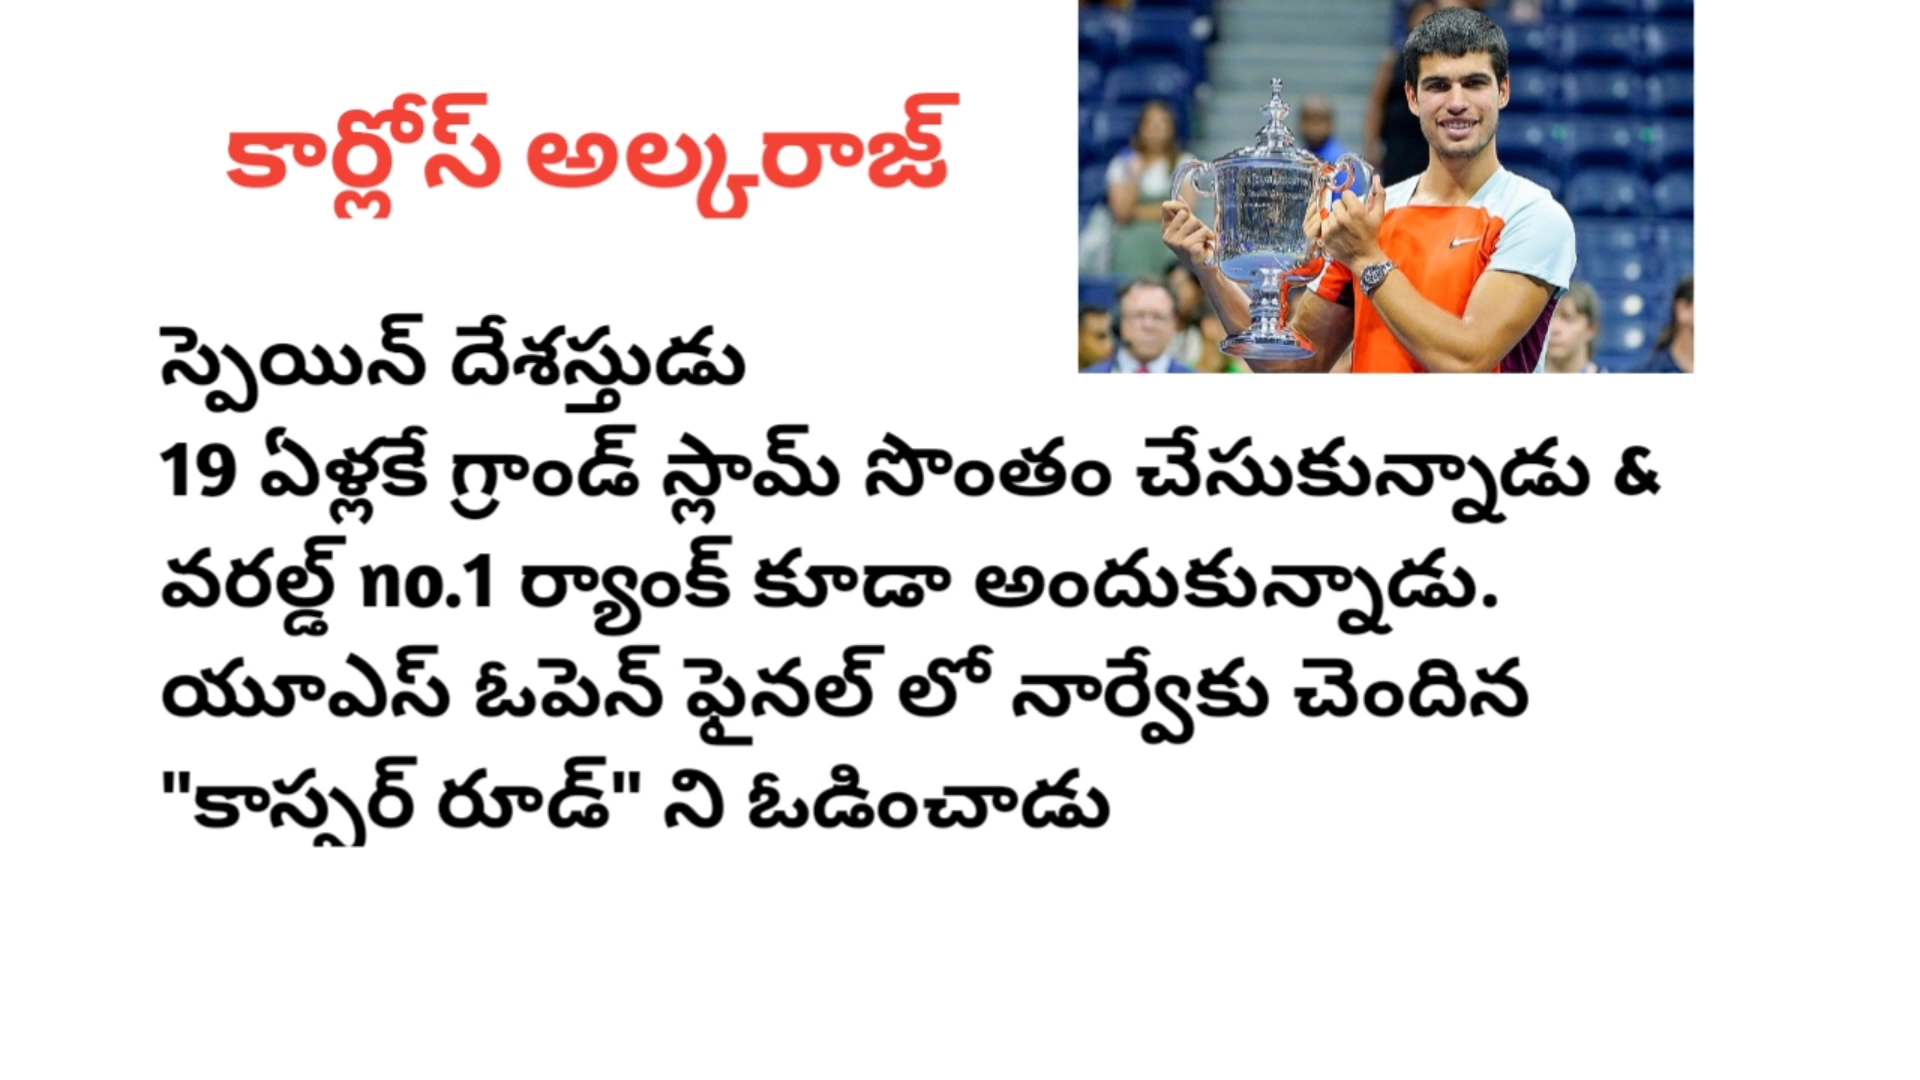 కార్లోస్ అల్కరాజ్
స్పెయిన్ దేశస్తుడు
19 ఏళ్లకే గ్రాండ్ స్లామ్ సొంతం చేసుకున్నాడు &
వరల్డ్ no.1 ర్యాంక్ కూడా అందుకున్నాడు.
యూఎస్ ఓపెన్ ఫైనల్ లో నార్వేకు చెందిన
"కాస్పర్ రూడ్" ని ఓడించాడు